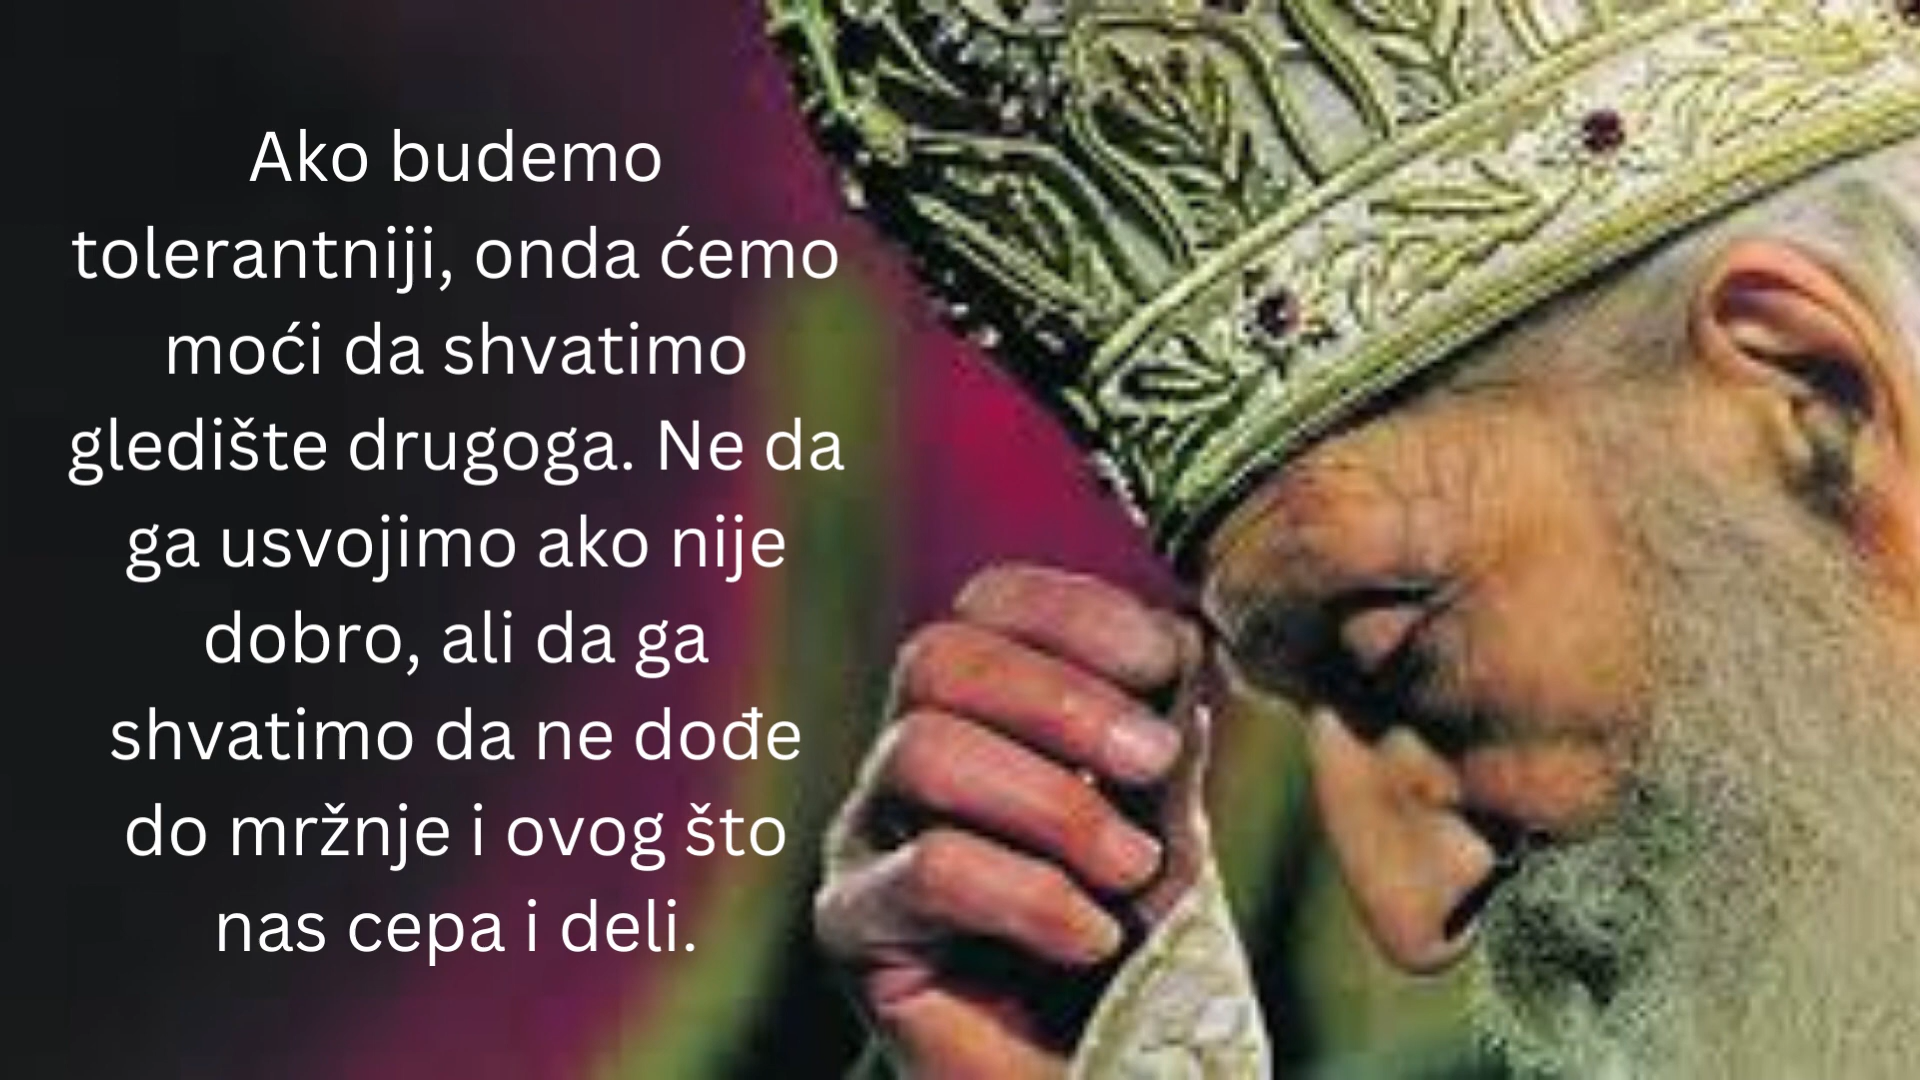 Ako budemo
tolerantniji, onda ćemo
moći da shvatimo
gledište drugoga. Ne da
ga usvojimo ako nije
dobro, ali da ga
shvatimo da ne dođe
do mržnje i ovog što
nas cepa i deli.